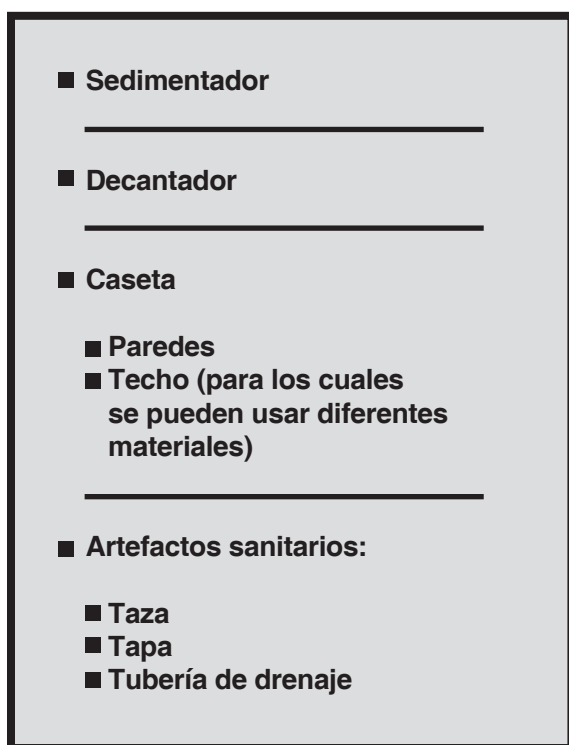 Sedimentador
Decantador
Caseta
Paredes
Techo (para los cuales
se pueden usar diferentes
materiales)
Artefactos sanitarios:
Taza
Tapa
Tubería de drenaje